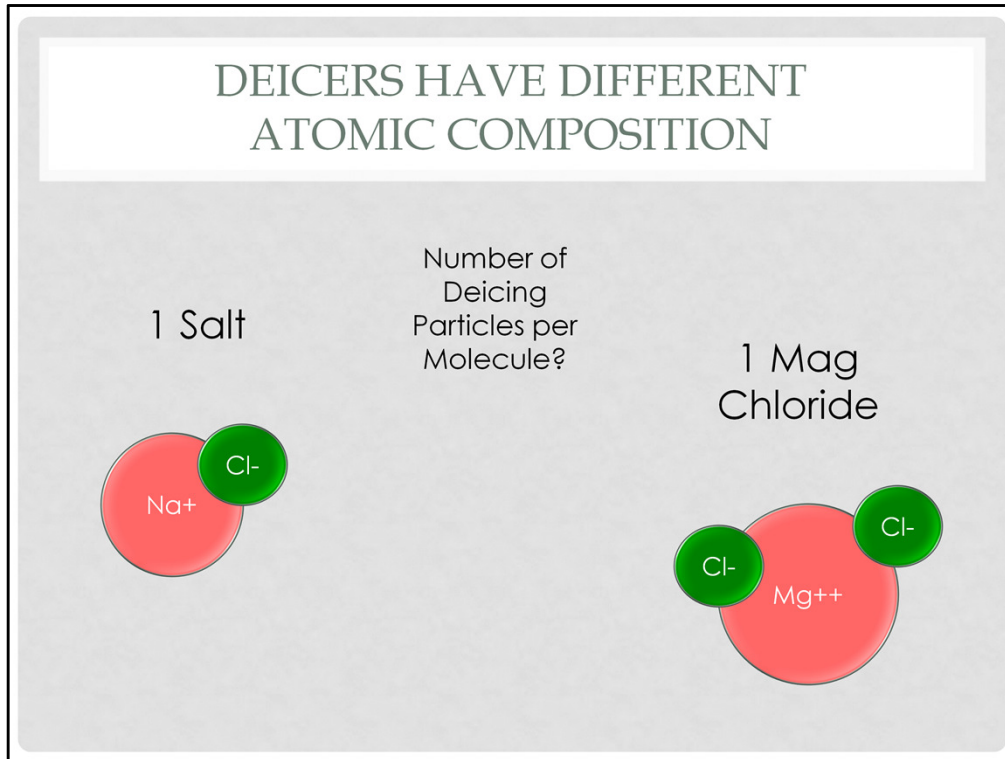 DEICERS HAVE DIFFERENT
ATOMIC COMPOSITION
1 Salt
Number of
Deicing
Particles per
Molecule?
1 Mag
Chloride
Cl-
Na+
Cl-
Cl-
Mg++